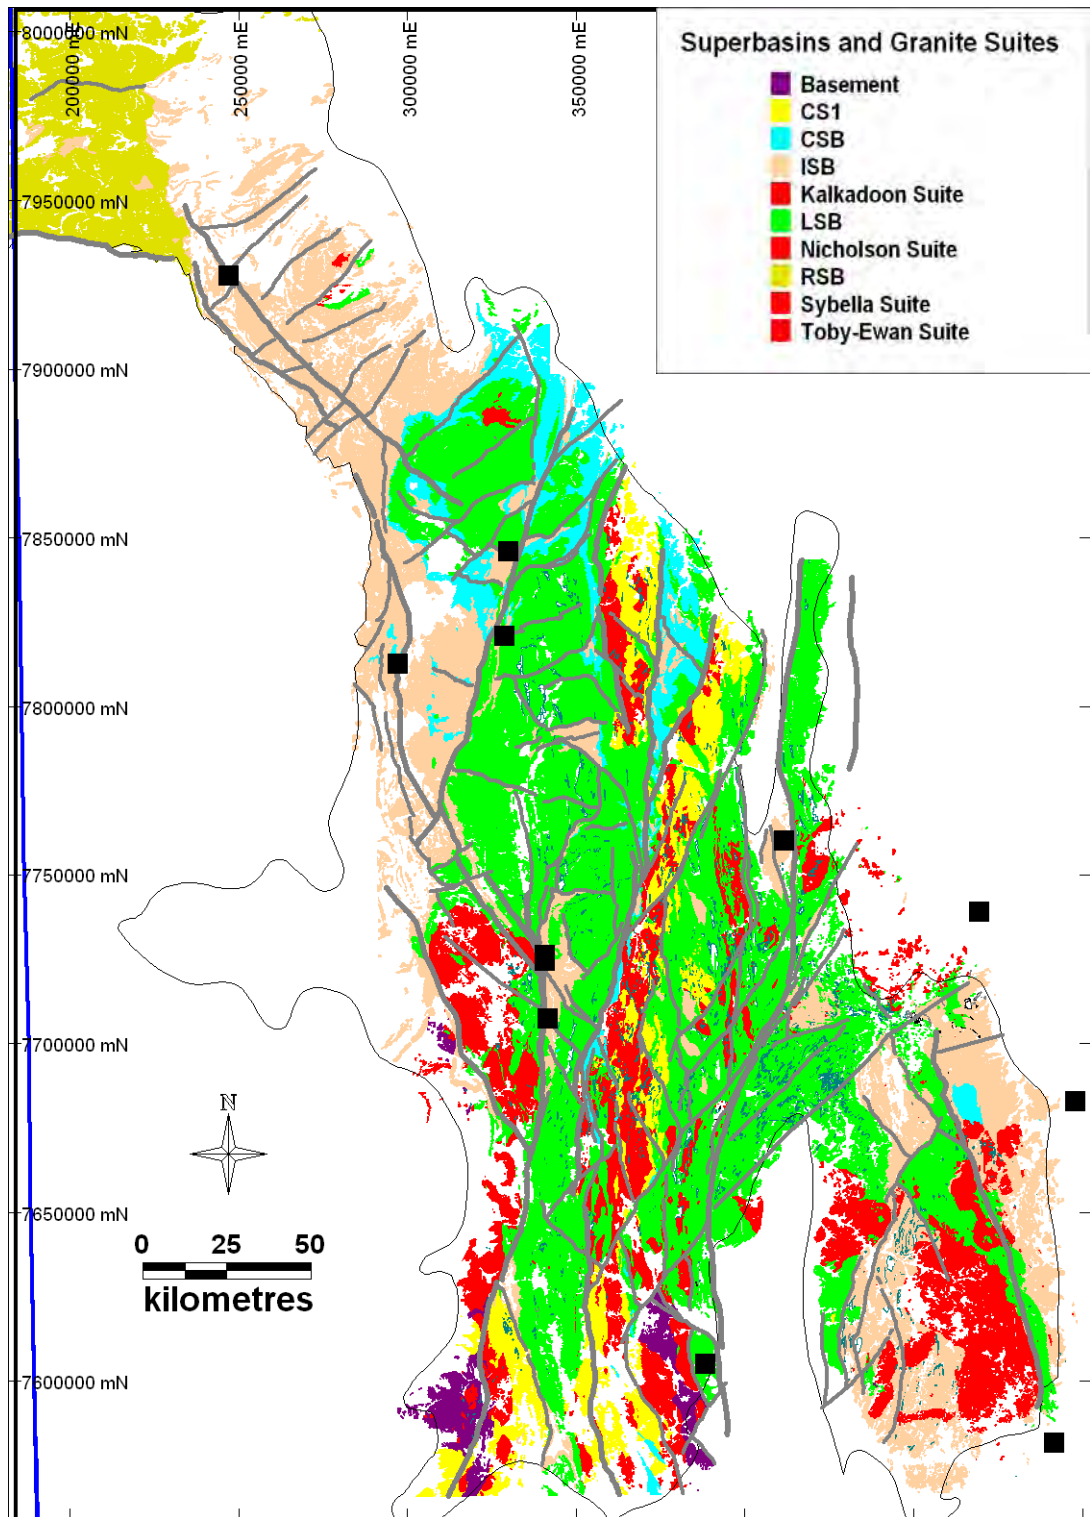 8000000 mN
200000 mE
250000 mE
300000 mE
350000 mE
Superbasins and Granite Suites
Basement
CS1
CSB
ISB
Kalkadoon Suite
LSB
Nicholson Suite
RSB
Sybella Suite
Toby-Ewan Suite
7950000 mN
7900000 mN
7850000 mN
7800000 mN
7750000 mN
7700000 mN
N
7650000 mN
0 25 50
kilometres
7600000 mN